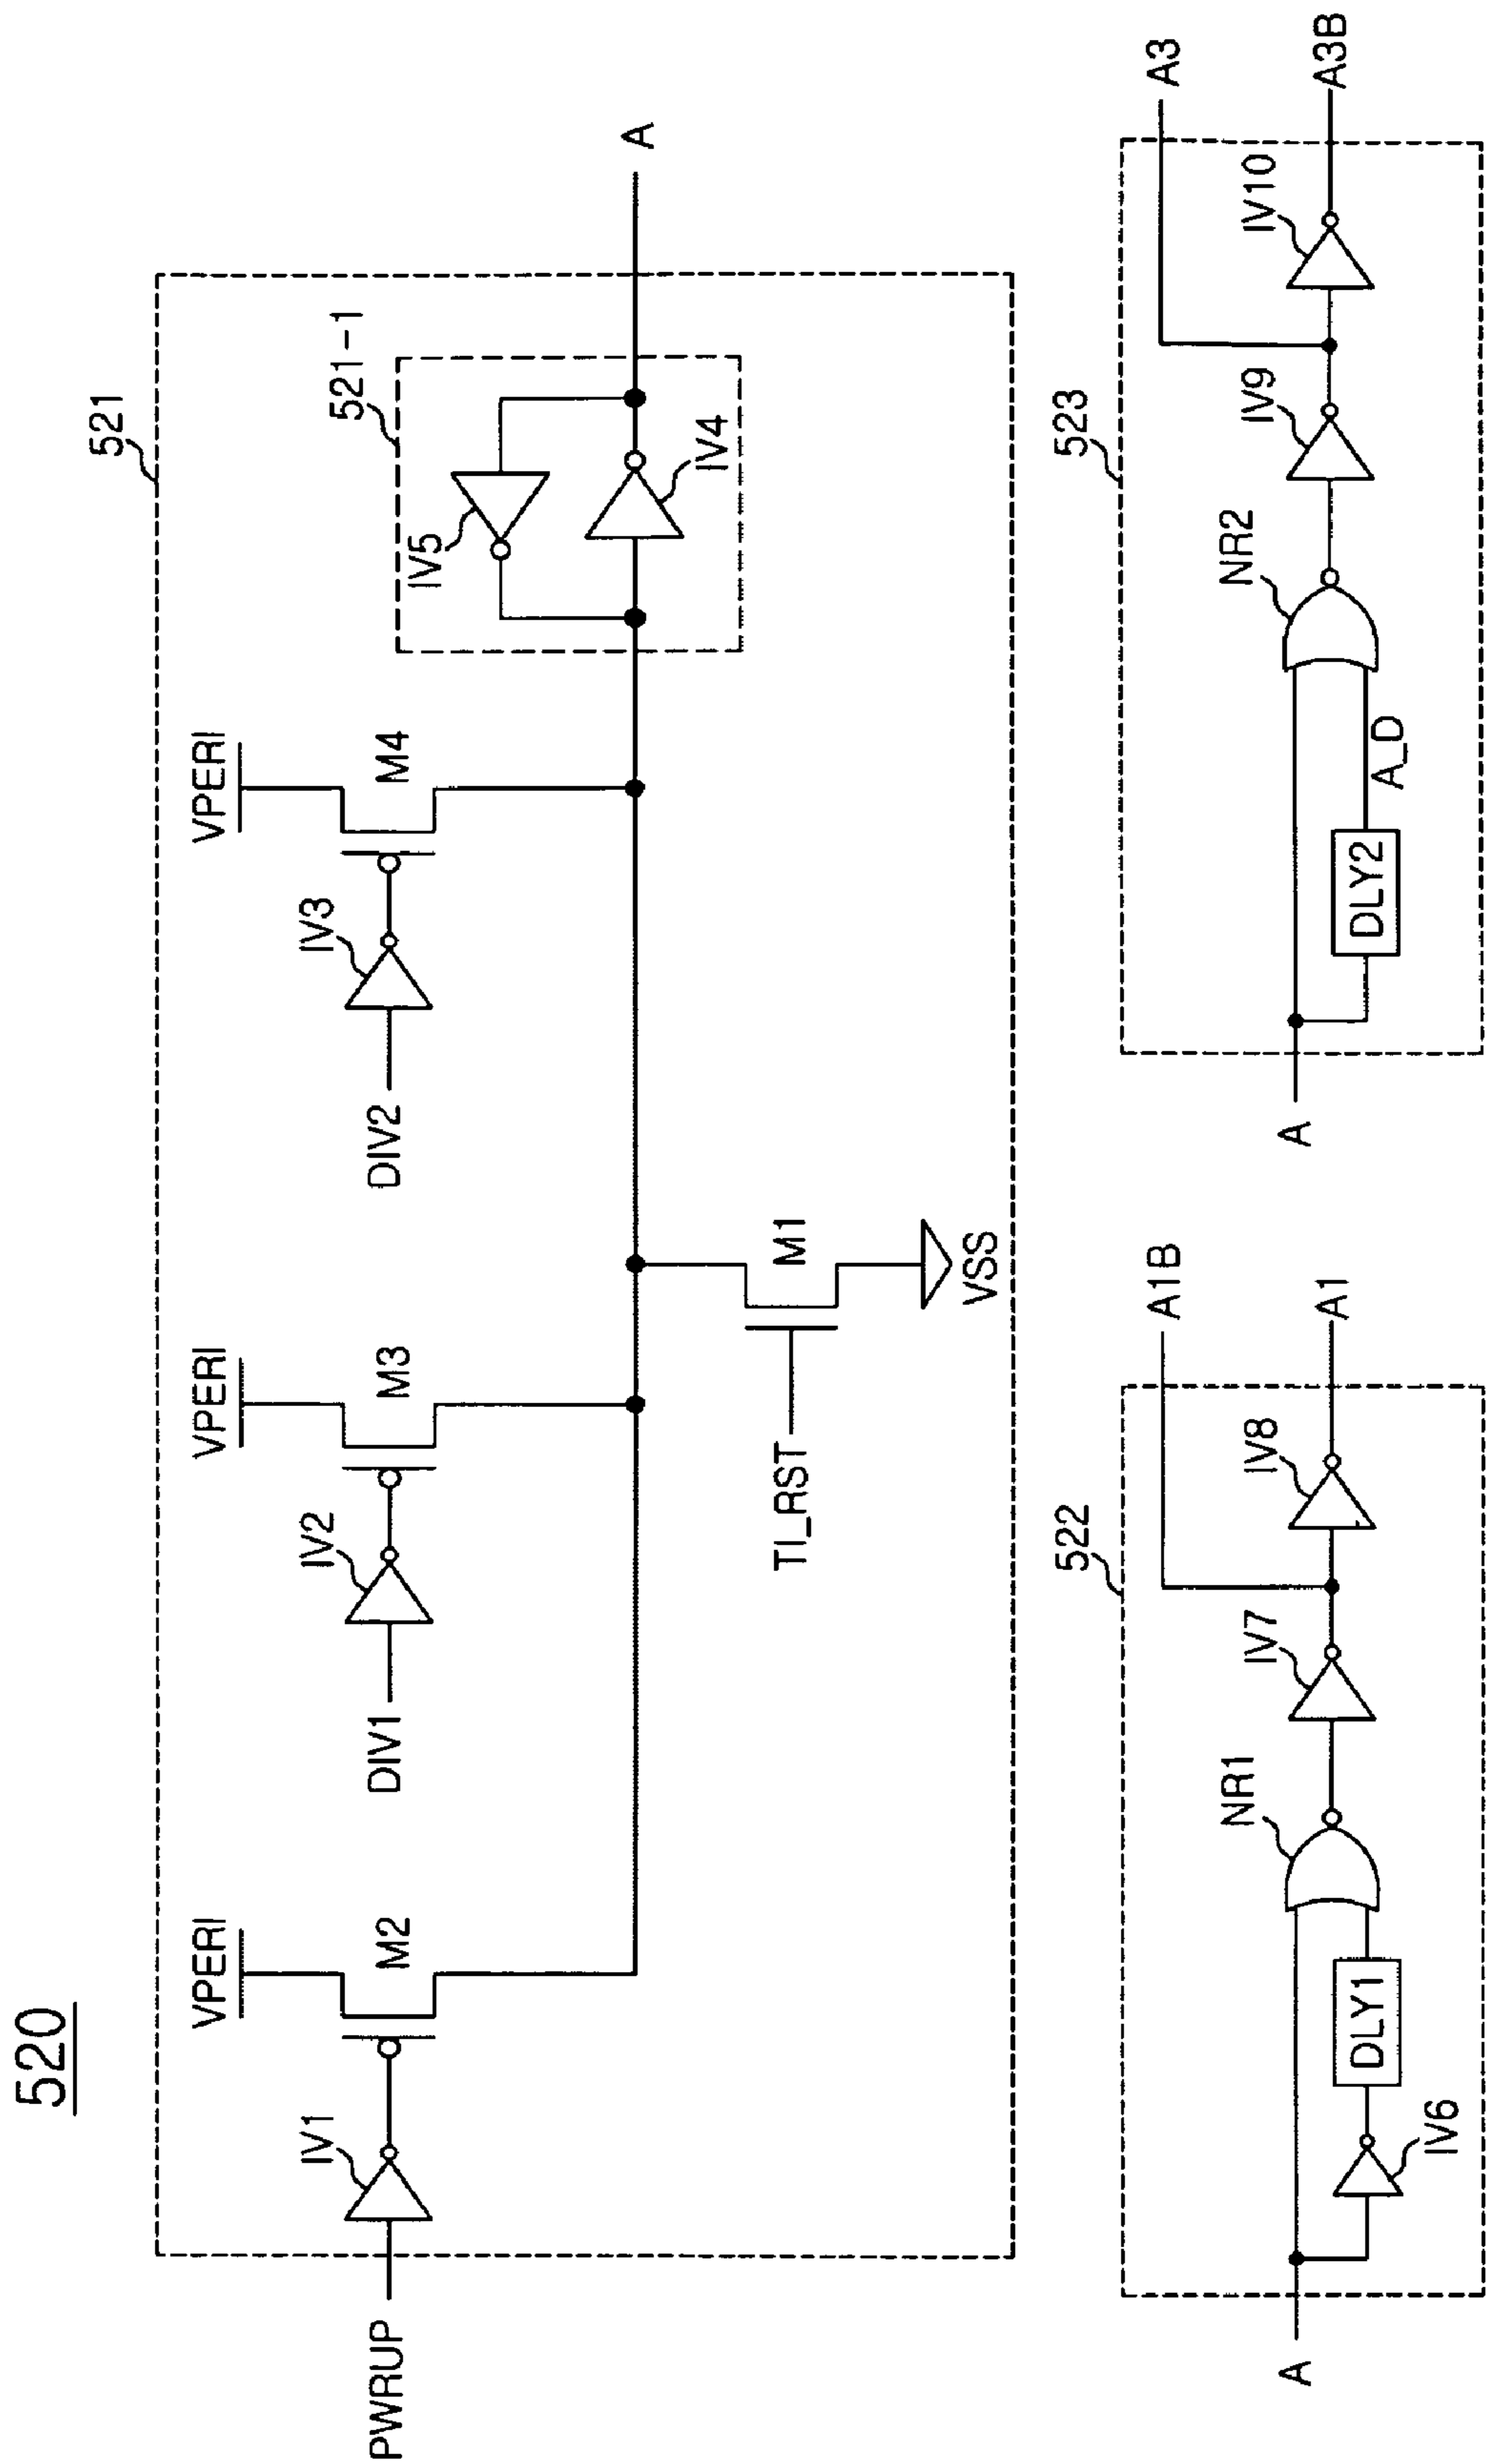 520
521
VPERI
VPERI
VPERI
IV1
M2
IV2
M3
IV3
M4
521-1
PWRUP
DIV1
DIV2
IV5
IV4
A
TI_RST
M1
VSS
522
A1B
NR1
IV7
IV8
A
A1
DLY1
IV6
523
A3
NR2
IV9
IV10
A
A3B
DLY2
A_D